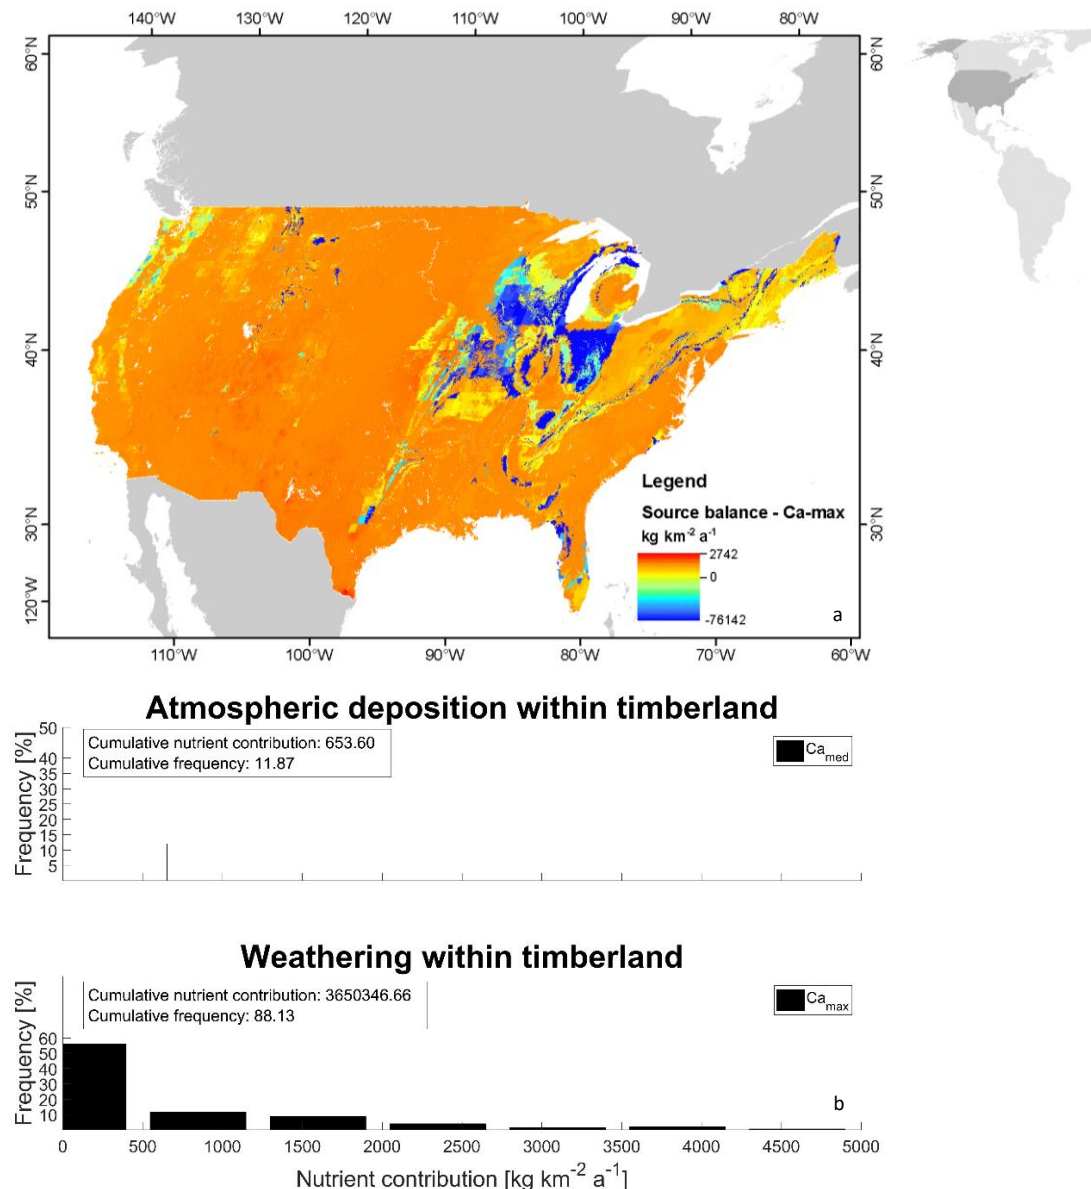 140°W 130°W 120°W 110°W 100°W 90°W 80°W
60°N 60°N
50°N 50°N
40°N 40°N
30°N 30°N
120°W
Legend
Source balance - Ca-max
kg km⁻² a⁻¹
2742
0
-76142
a
110°W 100°W 90°W 80°W 70°W 60°W
Atmospheric deposition within timberland
Frequency [%]
50
40
35
30
25
20
15
10
5
Cumulative nutrient contribution: 653.60
Cumulative frequency: 11.87
Ca_med
Weathering within timberland
Frequency [%]
60
50
40
30
20
10
Cumulative nutrient contribution: 3650346.66
Cumulative frequency: 88.13
Ca_max
b
0 500 1000 1500 2000 2500 3000 3500 4000 4500 5000
Nutrient contribution [kg km⁻² a⁻¹]